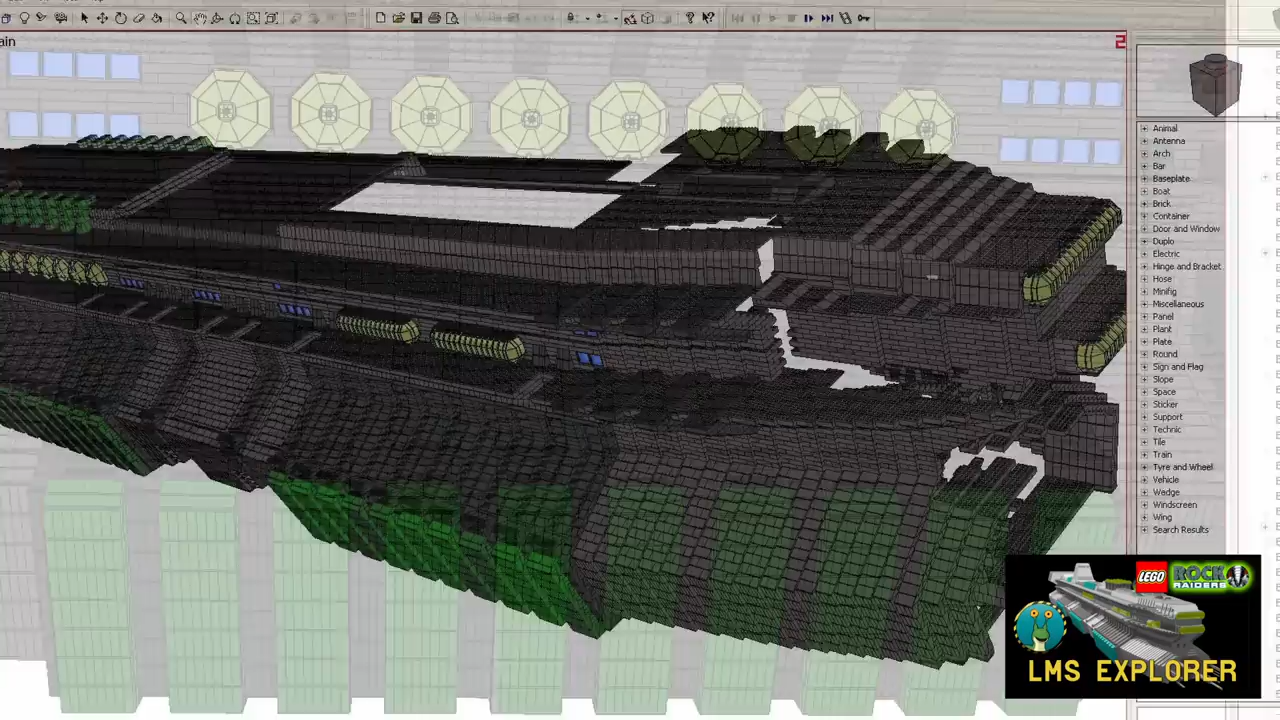 ain
2
Animal
Antenna
Arch
Bar
Baseplate
Boat
Brick
Container
Door and Window
Duplo
Electric
Hinge and Bracket
Hose
Minifig
Miscellaneous
Panel
Plant
Plate
Round
Sign and Flag
Slope
Space
Sticker
Support
Technic
Tile
Train
Tyre and Wheel
Vehicle
Wedge
Windscreen
Wing
Search Results
LEGO ROCK
RAIDERS
LMS EXPLORER